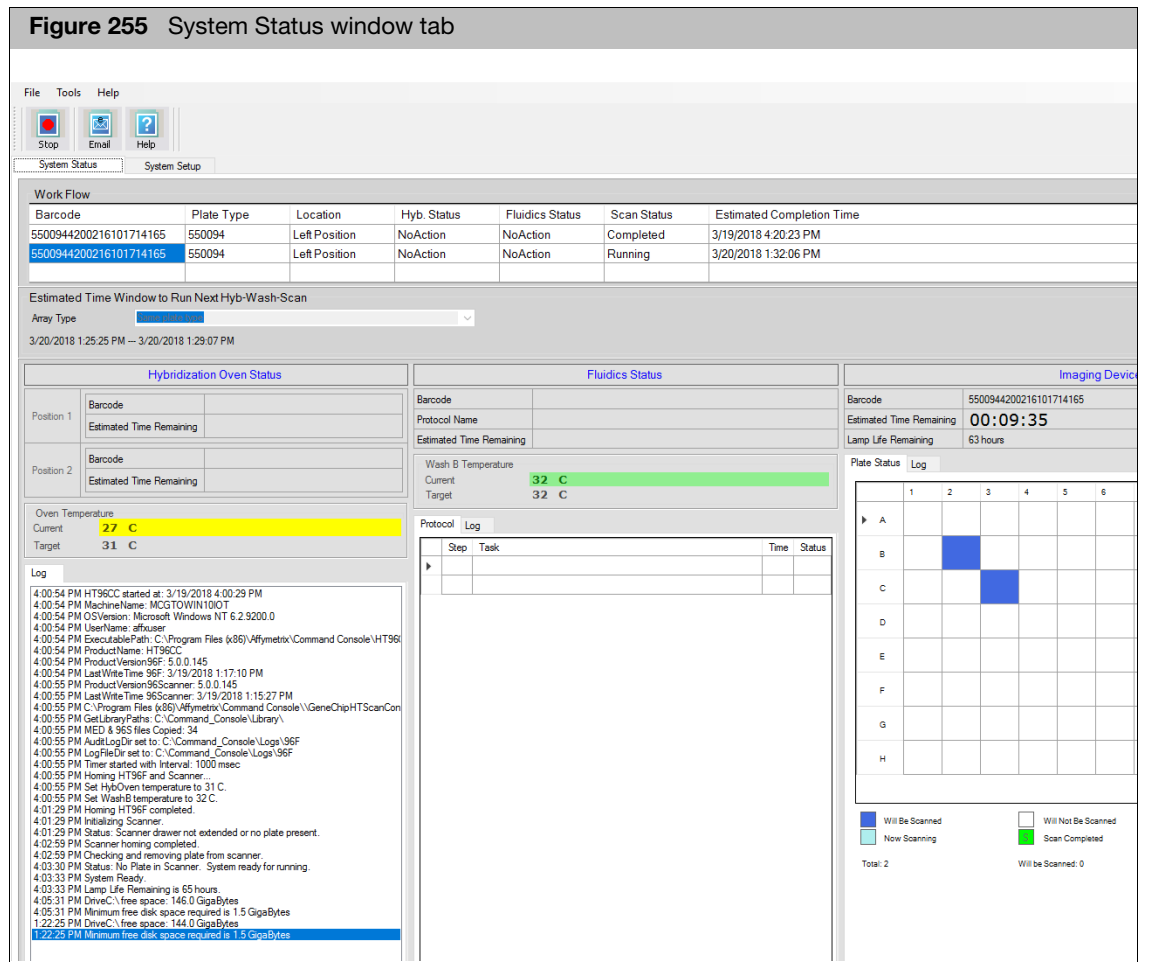 Figure 255 System Status window tab
File Tools Help
Stop Email Help
System Status System Setup
Work Flow
Barcode Plate Type Location Hyb. Status Fluidics Status Scan Status Estimated Completion Time
5500944200216101714165 550094 Left Position NoAction NoAction Completed 3/19/2018 4:20:23 PM
5500944200216101714165 550094 Left Position NoAction NoAction Running 3/20/2018 1:32:06 PM
Estimated Time Window to Run Next Hyb-Wash-Scan
Array Type
3/20/2018 1:25:25 PM --- 3/20/2018 1:29:07 PM
Hybridization Oven Status
Position 1
Barcode
Estimated Time Remaining
Position 2
Barcode
Estimated Time Remaining
Oven Temperature
Current 27 C
Target 31 C
Log
4:00:54 PM HT96CC started at: 3/19/2018 4:00:29 PM
4:00:54 PM MachineName: MCGTOWIN10IOT
4:00:54 PM OSVersion: Microsoft Windows NT 6.2.9200.0
4:00:54 PM UserName: affxuser
4:00:54 PM ExecutablePath: C:\Program Files (x86)\Affymetrix\Command Console\HT96
4:00:54 PM ProductName: HT96CC
4:00:54 PM ProductVersion96F: 5.0.0.145
4:00:54 PM LastWriteTime 96F: 3/19/2018 1:17:10 PM
4:00:55 PM ProductVersion96Scanner: 5.0.0.145
4:00:55 PM LastWriteTime 96Scanner: 3/19/2018 1:15:27 PM
4:00:55 PM C:\Program Files (x86)\Affymetrix\Command Console\\GeneChipHTScanCon
4:00:55 PM GetLibraryPaths: C:\Command_Console\Library\
4:00:55 PM MED & 96S files Copied: 34
4:00:55 PM AuditLogDir set to: C:\Command_Console\Logs\96F
4:00:55 PM LogFileDir set to: C:\Command_Console\Logs\96F
4:00:55 PM Timer started with Interval: 1000 msec
4:00:55 PM Homing HT96F and Scanner...
4:00:55 PM Set HybOven temperature to 31 C.
4:00:55 PM Set WashB temperature to 32 C.
4:01:29 PM Homing HT96F completed.
4:01:29 PM Initializing Scanner.
4:01:29 PM Status: Scanner drawer not extended or no plate present.
4:02:59 PM Scanner homing completed.
4:02:59 PM Checking and removing plate from scanner.
4:03:30 PM Status: No Plate in Scanner. System ready for running.
4:03:33 PM System Ready.
4:03:33 PM Lamp Life Remaining is 65 hours.
4:05:31 PM DriveC:\ free space: 146.0 GigaBytes
4:05:31 PM Minimum free disk space required is 1.5 GigaBytes
1:22:25 PM DriveC:\ free space: 144.0 GigaBytes
1:22:25 PM Minimum free disk space required is 1.5 GigaBytes
Fluidics Status
Barcode
Protocol Name
Estimated Time Remaining
Wash B Temperature
Current 32 C
Target 32 C
Protocol Log
Step Task Time Status
Imaging Device
Barcode 5500944200216101714165
Estimated Time Remaining 00:09:35
Lamp Life Remaining 63 hours
Plate Status Log
1 2 3 4 5 6
A
B
C
D
E
F
G
H
Will Be Scanned Will Not Be Scanned
Now Scanning S Scan Completed
Total: 2 Will be Scanned: 0